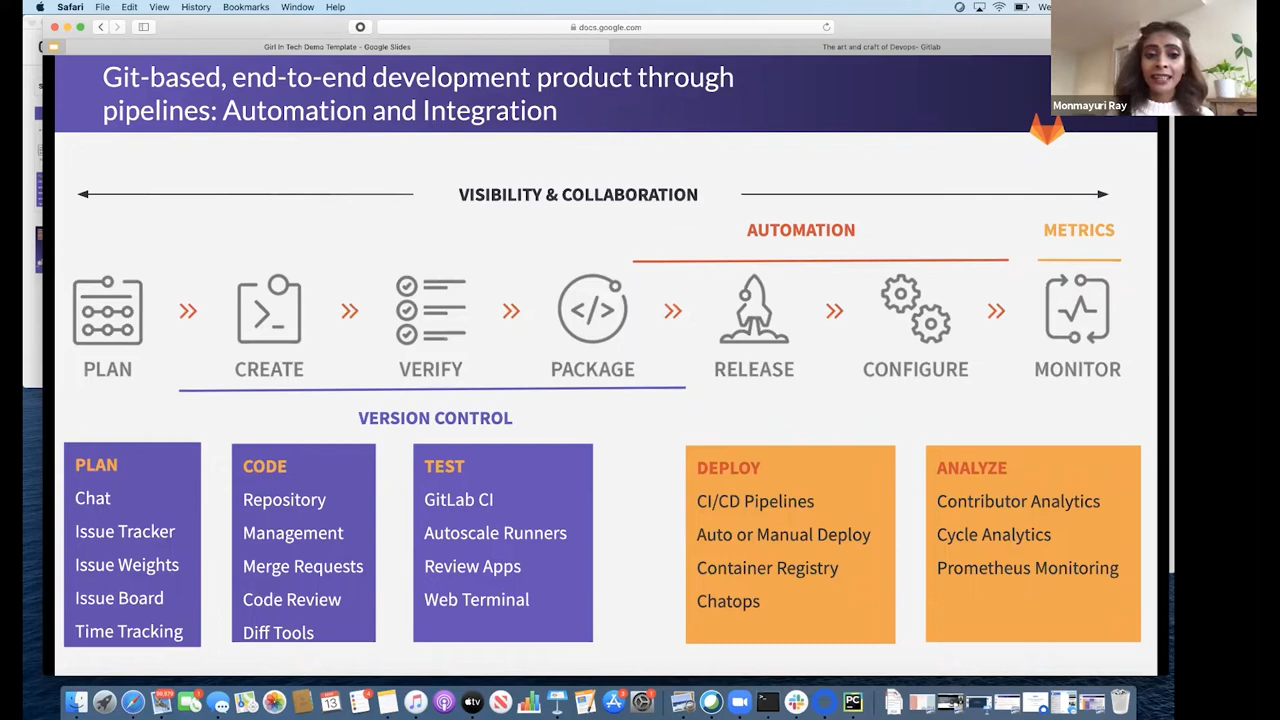 Safari File Edit View History Bookmarks Window Help We
docs.google.com
Girl In Tech Demo Template - Google Slides
The art and craft of Devops- Gitlab
Git-based, end-to-end development product through
pipelines: Automation and Integration
Monmayuri Ray
VISIBILITY & COLLABORATION
AUTOMATION
METRICS
PLAN
CREATE
VERIFY
PACKAGE
RELEASE
CONFIGURE
MONITOR
VERSION CONTROL
PLAN
Chat
Issue Tracker
Issue Weights
Issue Board
Time Tracking
CODE
Repository
Management
Merge Requests
Code Review
Diff Tools
TEST
GitLab CI
Autoscale Runners
Review Apps
Web Terminal
DEPLOY
CI/CD Pipelines
Auto or Manual Deploy
Container Registry
Chatops
ANALYZE
Contributor Analytics
Cycle Analytics
Prometheus Monitoring